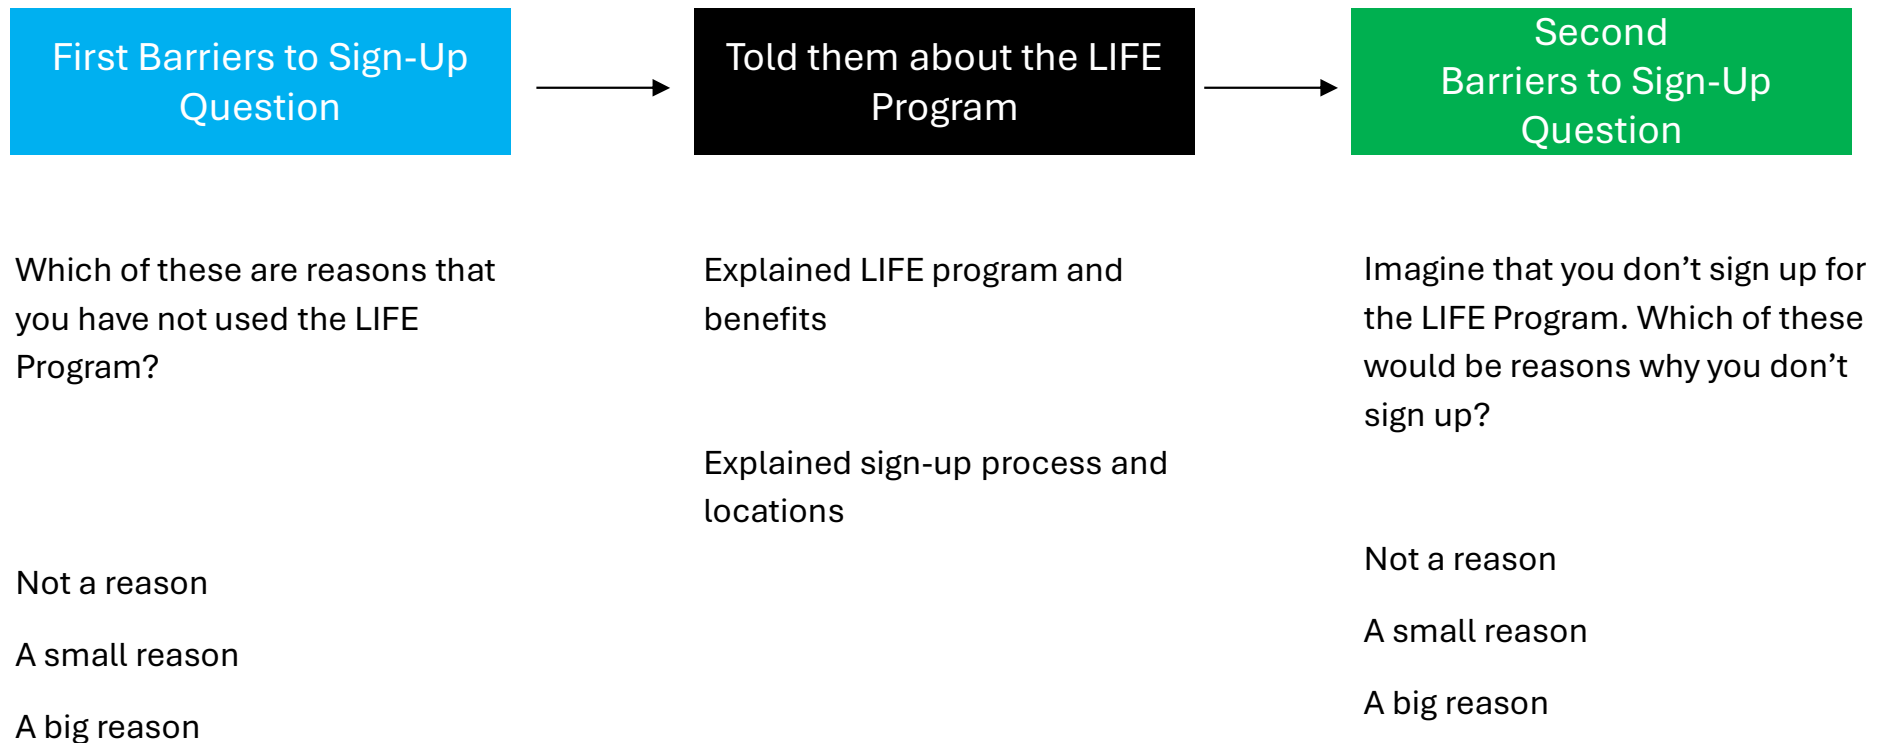 First Barriers to Sign-Up
Question
Told them about the LIFE
Program
Second
Barriers to Sign-Up
Question
Which of these are reasons that
you have not used the LIFE
Program?
Not a reason
A small reason
A big reason
Explained LIFE program and
benefits
Explained sign-up process and
locations
Imagine that you don’t sign up for
the LIFE Program. Which of these
would be reasons why you don’t
sign up?
Not a reason
A small reason
A big reason